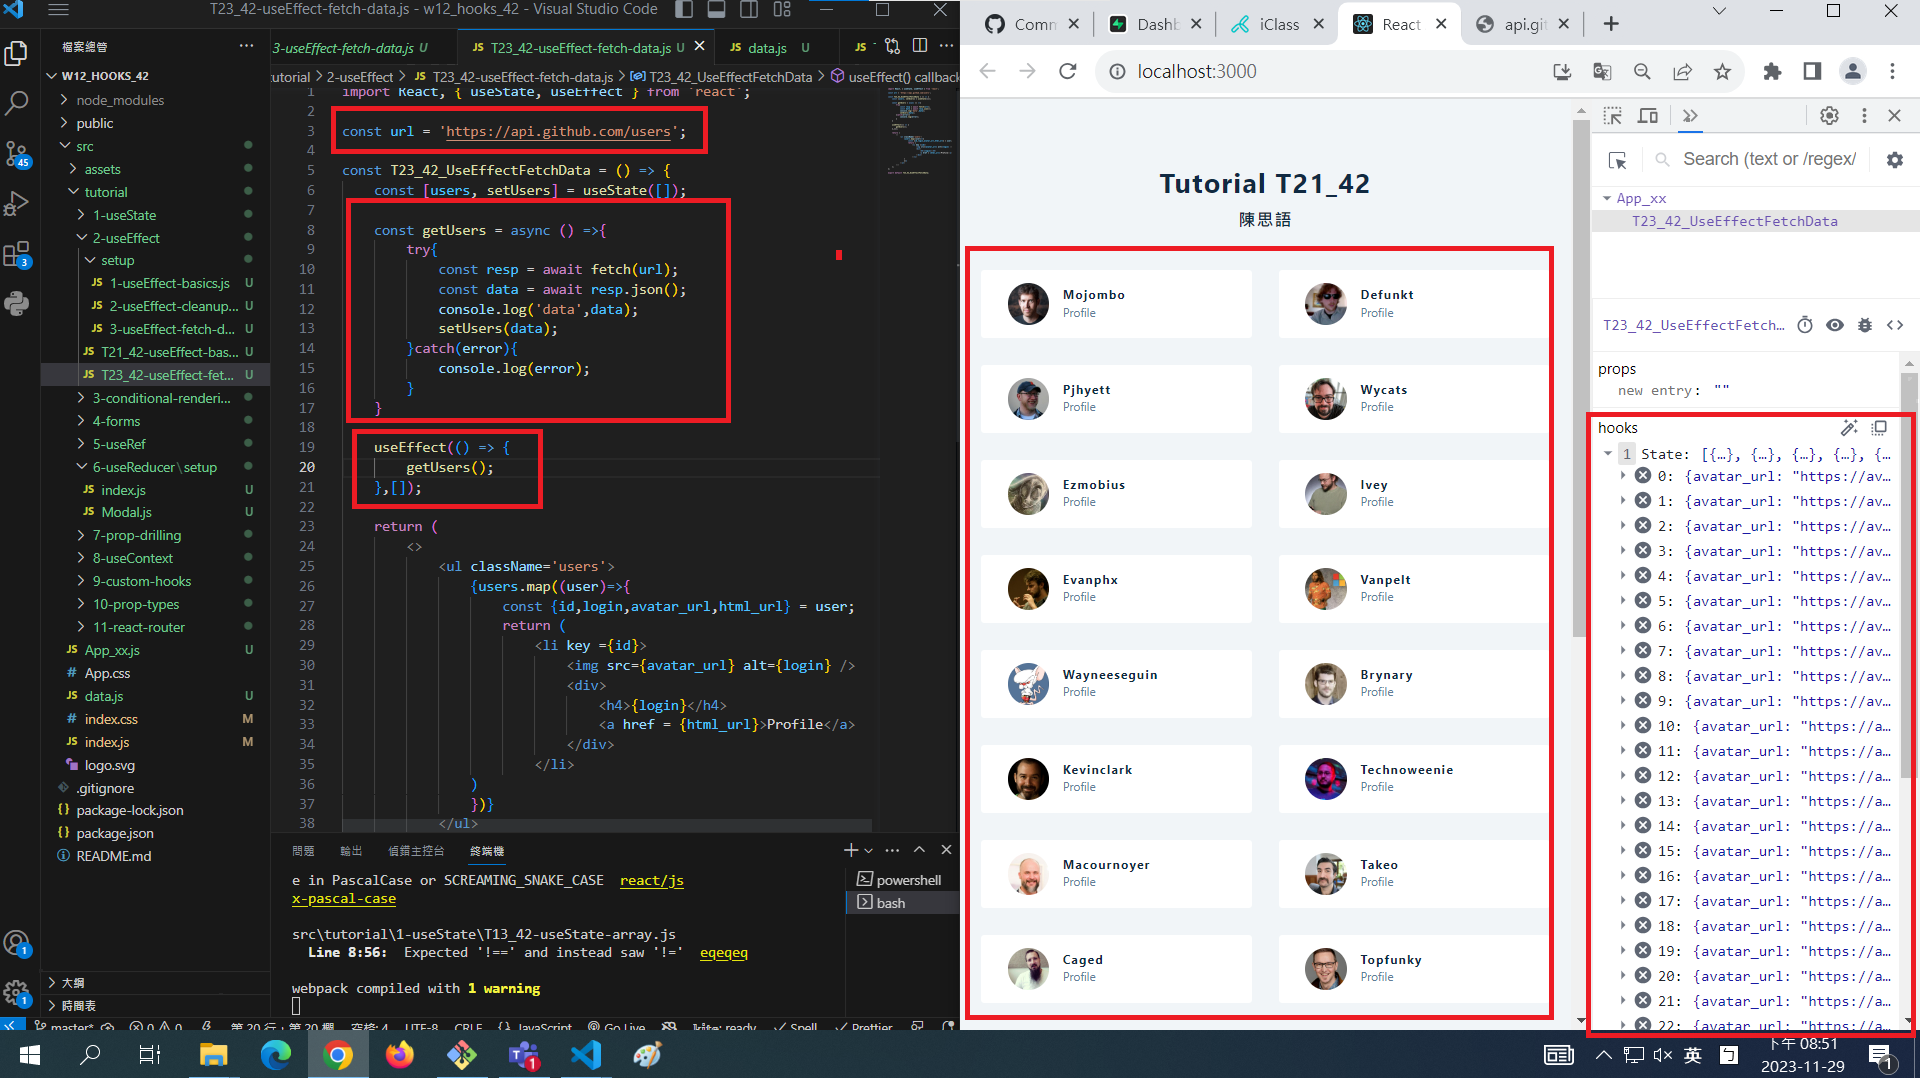 T23_42-useEffect-fetch-data.js - w12_hooks_42 - Visual Studio Code
檔案總管
W12_HOOKS_42
node_modules
public
src
assets
tutorial
1-useState
2-useEffect
setup
JS 1-useEffect-basics.js U
JS 2-useEffect-cleanup... U
JS 3-useEffect-fetch-d... U
JS T21_42-useEffect-bas... U
JS T23_42-useEffect-fet... U
3-conditional-renderi...
4-forms
5-useRef
6-useReducer\setup
JS index.js U
JS Modal.js U
7-prop-drilling
8-useContext
9-custom-hooks
10-prop-types
11-react-router
JS App_xx.js U
# App.css
JS data.js U
# index.css M
JS index.js M
logo.svg
.gitignore
{} package-lock.json
{} package.json
README.md
大綱
時間表
45
3
1
1
3-useEffect-fetch-data.js U
JS T23_42-useEffect-fetch-data.js U
JS data.js U
JS
tutorial > 2-useEffect > JS T23_42-useEffect-fetch-data.js > T23_42_UseEffectFetchData > useEffect() callback
1 import React, { useState, useEffect } from 'react';
2
3 const url = 'https://api.github.com/users';
4
5 const T23_42_UseEffectFetchData = () => {
6 const [users, setUsers] = useState([]);
7
8 const getUsers = async () =>{
9 try{
10 const resp = await fetch(url);
11 const data = await resp.json();
12 console.log('data',data);
13 setUsers(data);
14 }catch(error){
15 console.log(error);
16 }
17 }
18
19 useEffect(() => {
20 getUsers();
21 },[]);
22
23 return (
24 <>
25 <ul className='users'>
26 {users.map((user)=>{
27 const {id,login,avatar_url,html_url} = user;
28 return (
29 <li key ={id}>
30 <img src={avatar_url} alt={login} />
31 <div>
32 <h4>{login}</h4>
33 <a href = {html_url}>Profile</a>
34 </div>
35 </li>
36 )
37 })}
38 </ul>
問題 輸出 偵錯主控台 終端機
e in PascalCase or SCREAMING_SNAKE_CASE react/js
x-pascal-case
src\tutorial\1-useState\T13_42-useState-array.js
Line 8:56: Expected '!==' and instead saw '!=' eqeqeq
webpack compiled with 1 warning
powershell
bash
master* 0 0 第 20 行，第 20 欄 空格: 4 UTF-8 CRLF {} JavaScript Go Live kite: ready Spell Prettier
Comm
Dashb
iClass
React
api.git
localhost:3000
Tutorial T21_42
陳思語
Mojombo
Profile
Defunkt
Profile
Pjhyett
Profile
Wycats
Profile
Ezmobius
Profile
Ivey
Profile
Evanphx
Profile
Vanpelt
Profile
Wayneeseguin
Profile
Brynary
Profile
Kevinclark
Profile
Technoweenie
Profile
Macournoyer
Profile
Takeo
Profile
Caged
Profile
Topfunky
Profile
Search (text or /regex/
App_xx
T23_42_UseEffectFetchData
T23_42_UseEffectFetch...
props
new entry: ""
hooks
1 State: [{…}, {…}, {…}, {…}, {…
0: {avatar_url: "https://av…
1: {avatar_url: "https://av…
2: {avatar_url: "https://av…
3: {avatar_url: "https://av…
4: {avatar_url: "https://av…
5: {avatar_url: "https://av…
6: {avatar_url: "https://av…
7: {avatar_url: "https://av…
8: {avatar_url: "https://av…
9: {avatar_url: "https://av…
10: {avatar_url: "https://a…
11: {avatar_url: "https://a…
12: {avatar_url: "https://a…
13: {avatar_url: "https://a…
14: {avatar_url: "https://a…
15: {avatar_url: "https://a…
16: {avatar_url: "https://a…
17: {avatar_url: "https://a…
18: {avatar_url: "https://a…
19: {avatar_url: "https://a…
20: {avatar_url: "https://a…
21: {avatar_url: "https://a…
22: {avatar_url: "https://a…
1
英
ㄅ
下午 08:51
2023-11-29
1